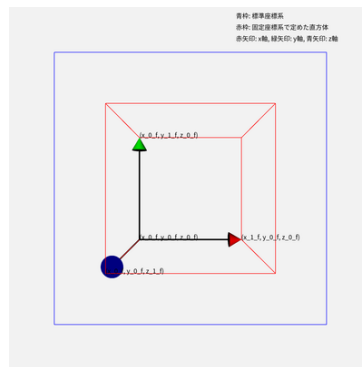 青枠: 標準座標系
赤枠: 固定座標系で定めた直方体
赤矢印: x軸, 緑矢印: y軸, 青矢印: z軸
(x_0_f, y_1_f, z_0_f)
(x_0_f, y_0_f, z_0_f)
(x_1_f, y_0_f, z_0_f)
, y_0_f, z_1_f)